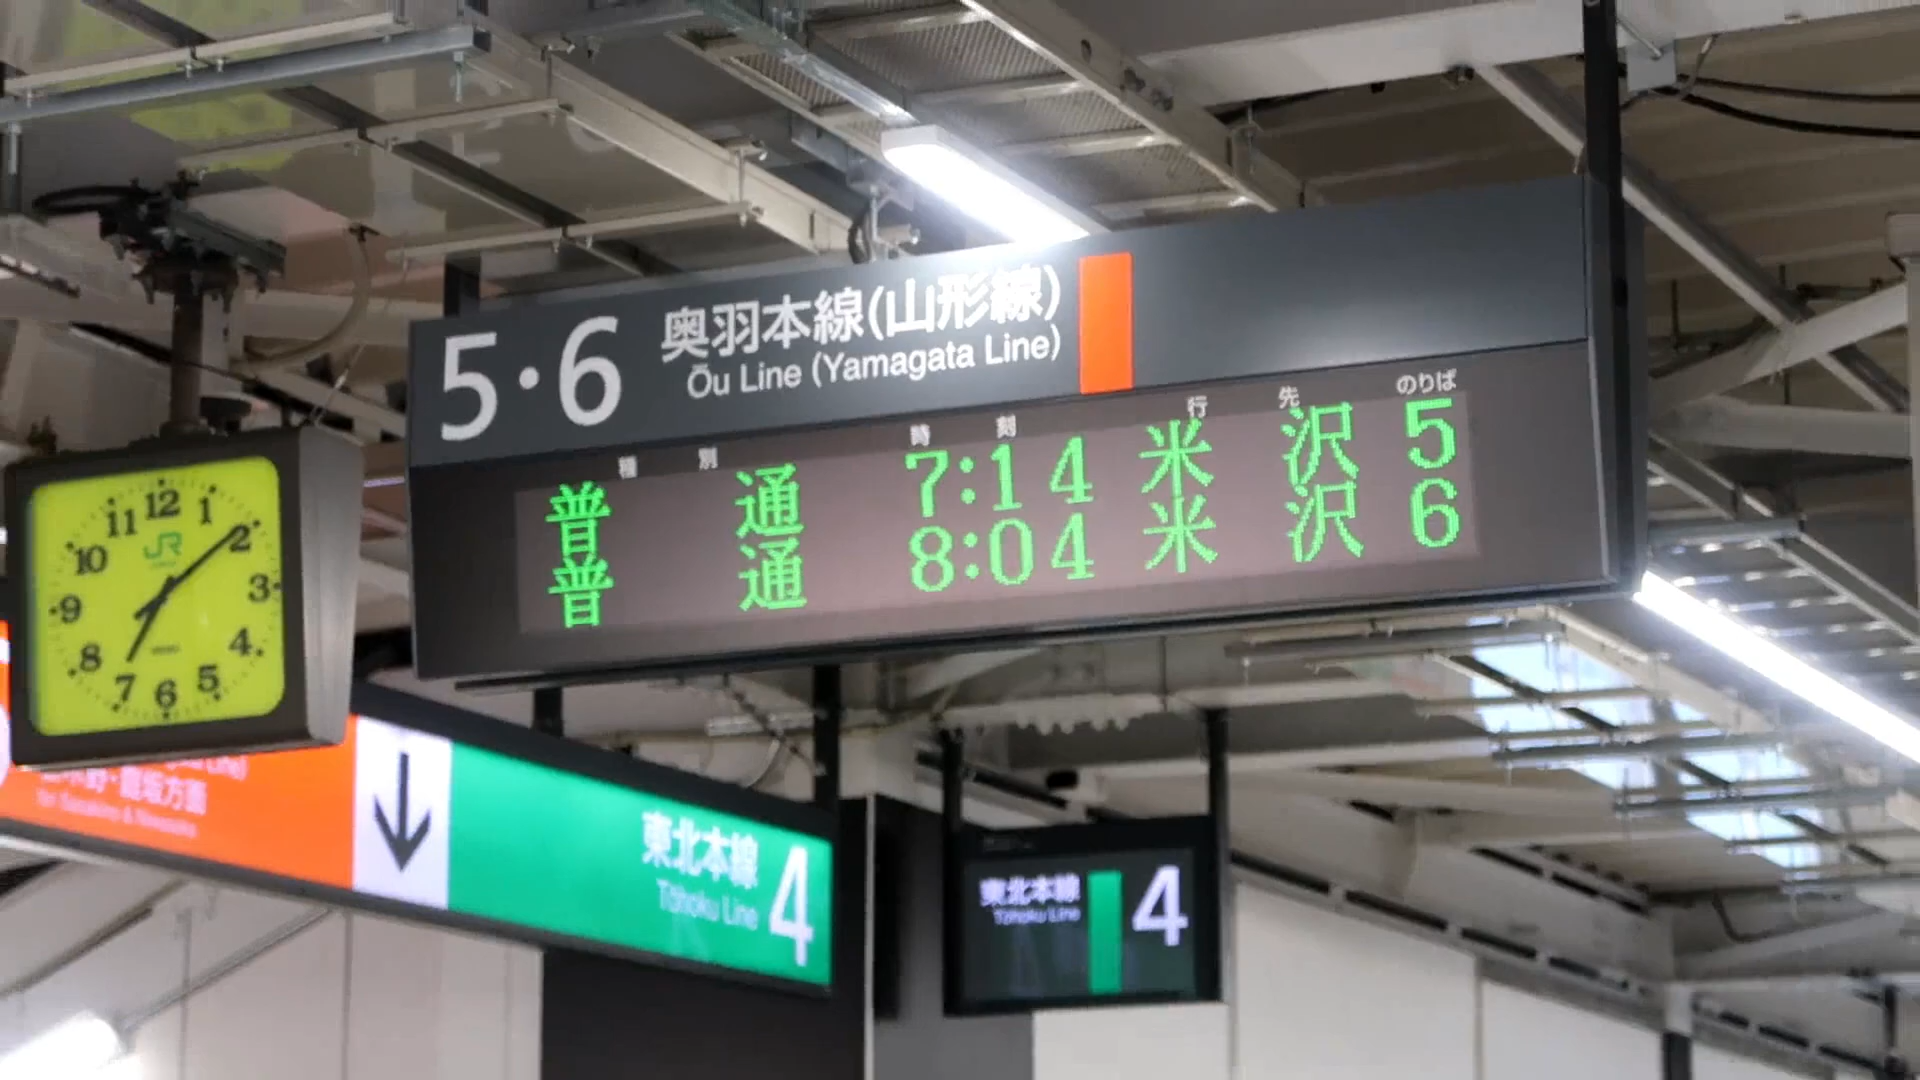 5・6 奥羽本線(山形線)
Ōu Line (Yamagata Line)
種別 時刻 行先 のりば
普通 7:14 米沢 5
普通 8:04 米沢 6
12
1
2
3
4
5
6
7
8
9
10
11
JR
方面
↓
東北本線 4
Tōhoku Line
東北本線 4
Tōhoku Line